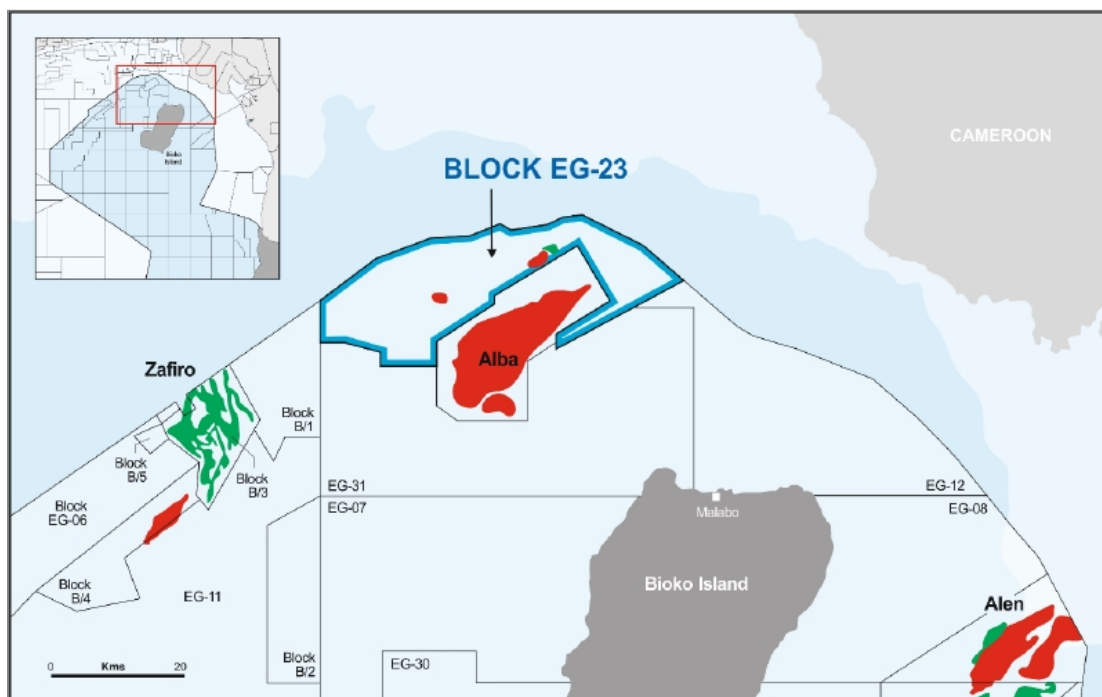 Bioko
Island
CAMEROON
BLOCK EG-23
Alba
Zafiro
Block
B/1
Block
B/5
Block
B/3
Block
EG-06
EG-31
EG-07
EG-12
EG-08
Malabo
Block
B/4
EG-11
Bioko Island
Alen
0 Kms 20
Block
B/2
EG-30